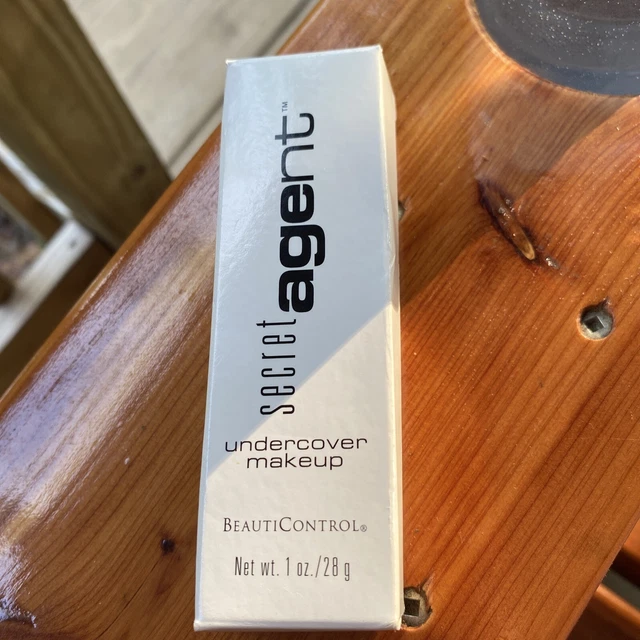 secret agent™
undercover
makeup
BEAUTICONTROL®
Net wt. 1 oz./28 g